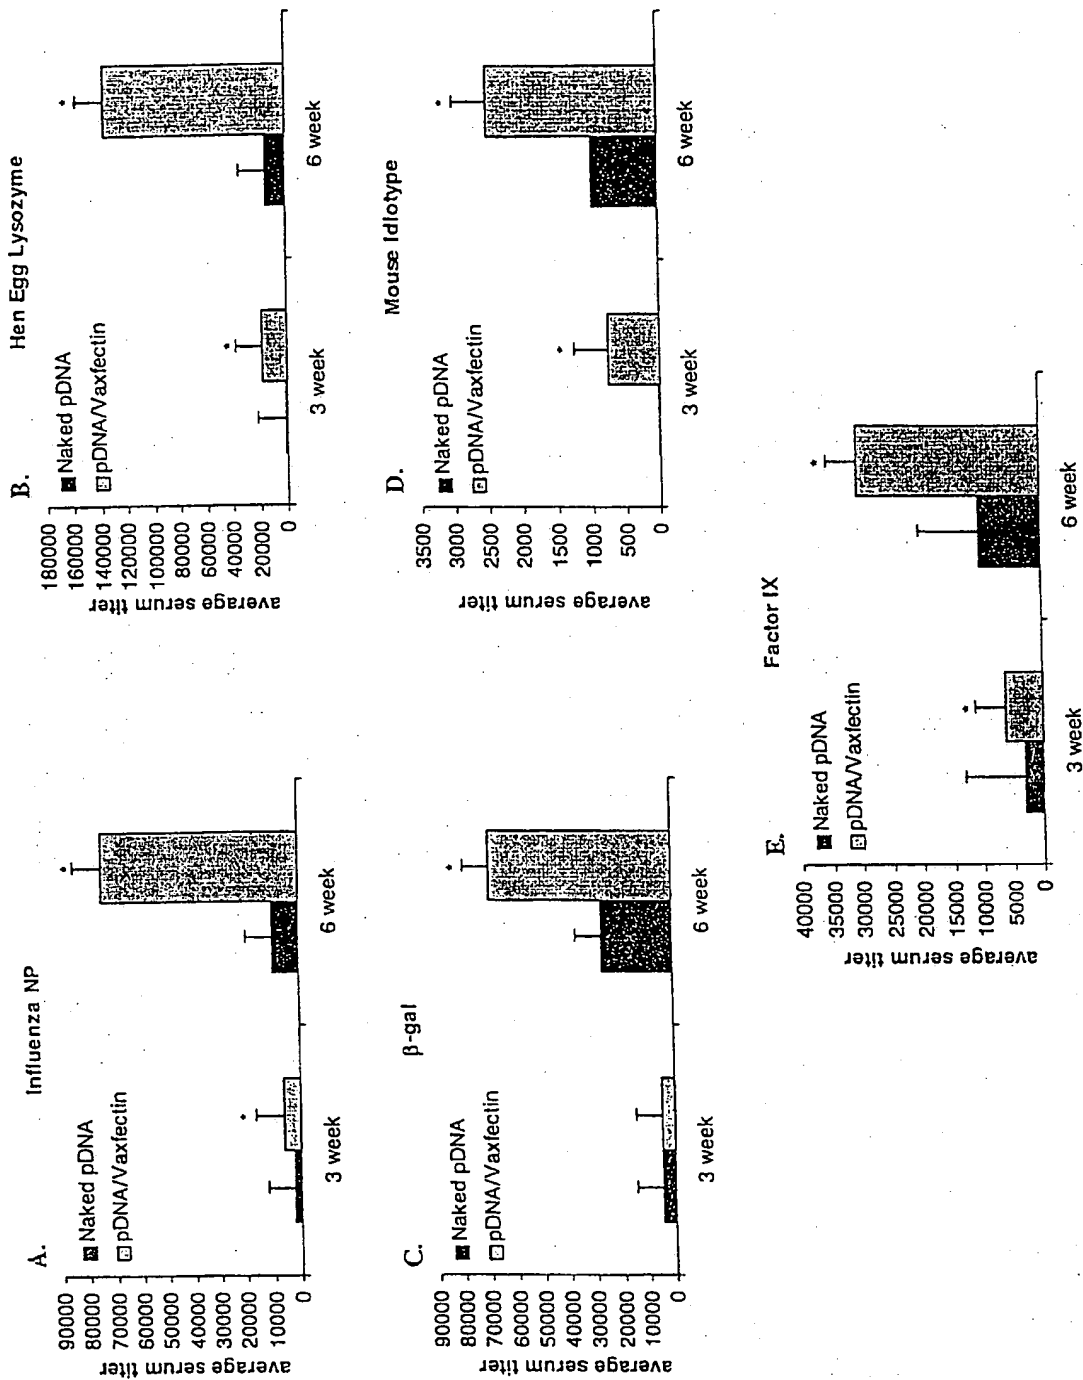 A.
Influenza NP
Naked pDNA
pDNA/Vaxfectin
average serum titer
90000
80000
70000
60000
50000
40000
30000
20000
10000
0
*
*
3 week
6 week
B.
Hen Egg Lysozyme
Naked pDNA
pDNA/Vaxfectin
average serum titer
180000
160000
140000
120000
100000
80000
60000
40000
20000
0
*
*
3 week
6 week
C.
β-gal
Naked pDNA
pDNA/Vaxfectin
average serum titer
90000
80000
70000
60000
50000
40000
30000
20000
10000
0
*
3 week
6 week
D.
Mouse Idiotype
Naked pDNA
pDNA/Vaxfectin
average serum titer
3500
3000
2500
2000
1500
1000
500
0
*
*
3 week
6 week
E.
Factor IX
Naked pDNA
pDNA/Vaxfectin
average serum titer
40000
35000
30000
25000
20000
15000
10000
5000
0
*
*
3 week
6 week